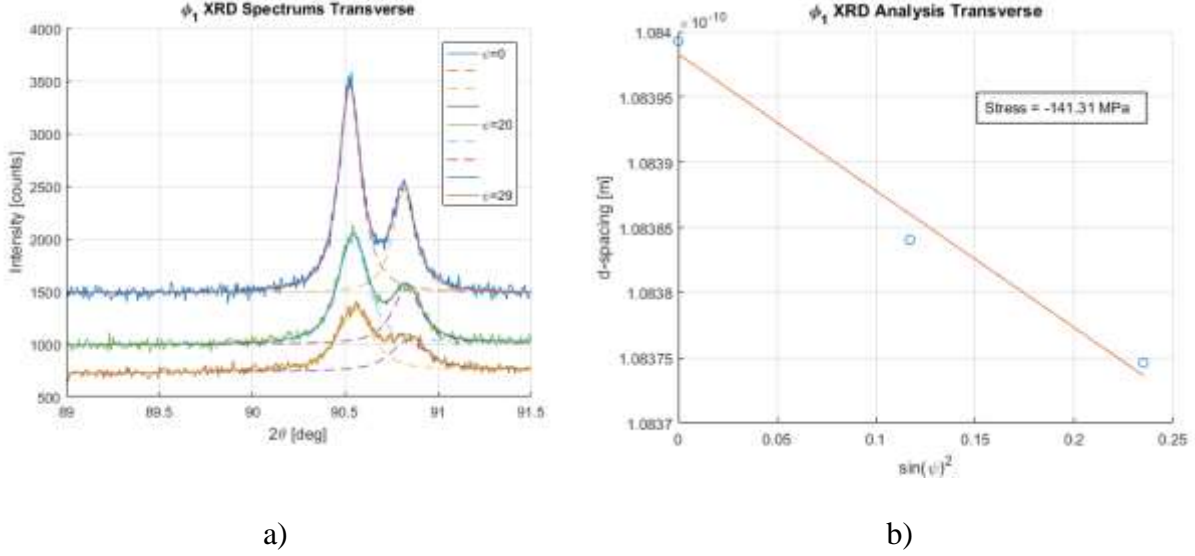 ϕ1 XRD Spectrums Transverse
4000
3500
3000
2500
2000
1500
1000
500
89
89.5
90
90.5
91
91.5
Intensity [counts]
2θ [deg]
ψ=0
ψ=20
ψ=29
a)
ϕ1 XRD Analysis Transverse
×10-10
1.084
1.08395
1.0839
1.08385
1.0838
1.08375
1.0837
0
0.05
0.1
0.15
0.2
0.25
d-spacing [m]
sin(ψ)2
Stress = -141.31 MPa
b)